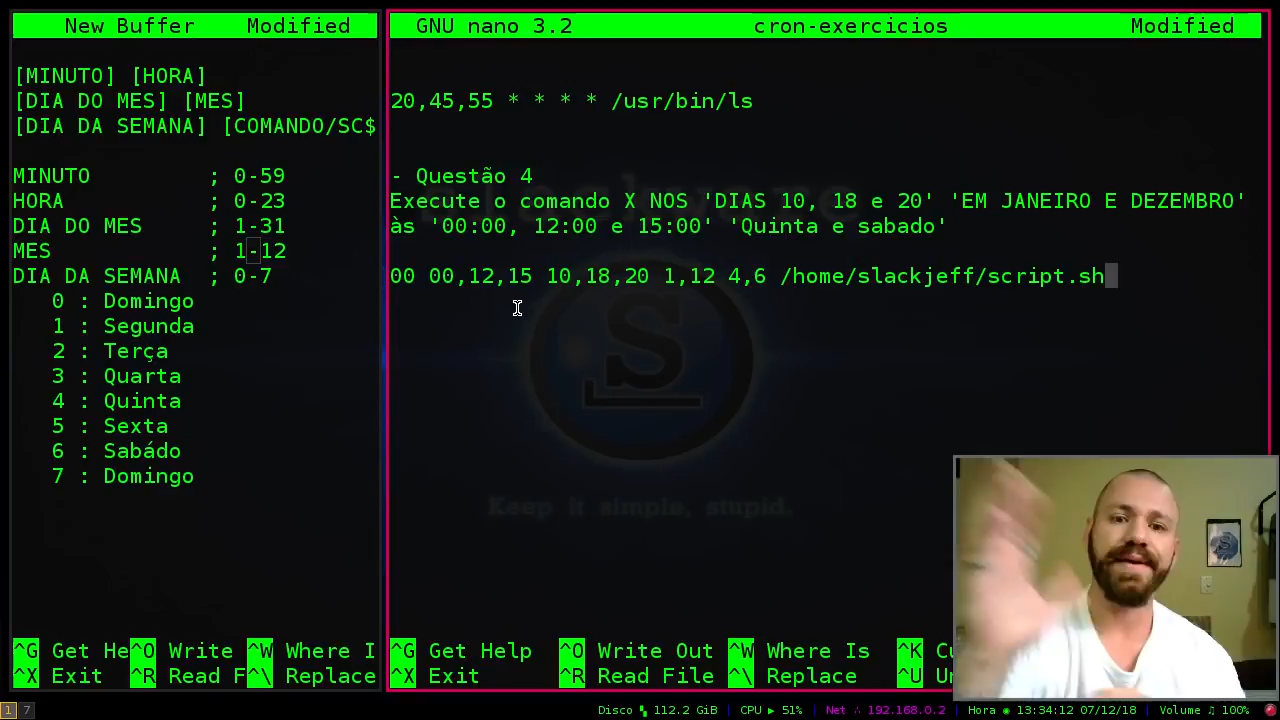 New Buffer Modified
[MINUTO] [HORA]
[DIA DO MES] [MES]
[DIA DA SEMANA] [COMANDO/SC$
MINUTO ; 0-59
HORA ; 0-23
DIA DO MES ; 1-31
MES ; 1-12
DIA DA SEMANA ; 0-7
0 : Domingo
1 : Segunda
2 : Terça
3 : Quarta
4 : Quinta
5 : Sexta
6 : Sabádo
7 : Domingo
^G Get He ^O Write ^W Where I
^X Exit ^R Read F ^\ Replace
GNU nano 3.2 cron-exercicios Modified
20,45,55 * * * * /usr/bin/ls
- Questão 4
Execute o comando X NOS 'DIAS 10, 18 e 20' 'EM JANEIRO E DEZEMBRO'
às '00:00, 12:00 e 15:00' 'Quinta e sabado'
00 00,12,15 10,18,20 1,12 4,6 /home/slackjeff/script.sh
S
Keep it simple, stupid.
^G Get Help ^O Write Out ^W Where Is ^K
^X Exit ^R Read File ^\ Replace ^U
1 7 Disco 112.2 GiB | CPU ▶ 51% | Net 192.168.0.2 | Hora ◉ 13:34:12 07/12/18 | Volume ♫ 100%